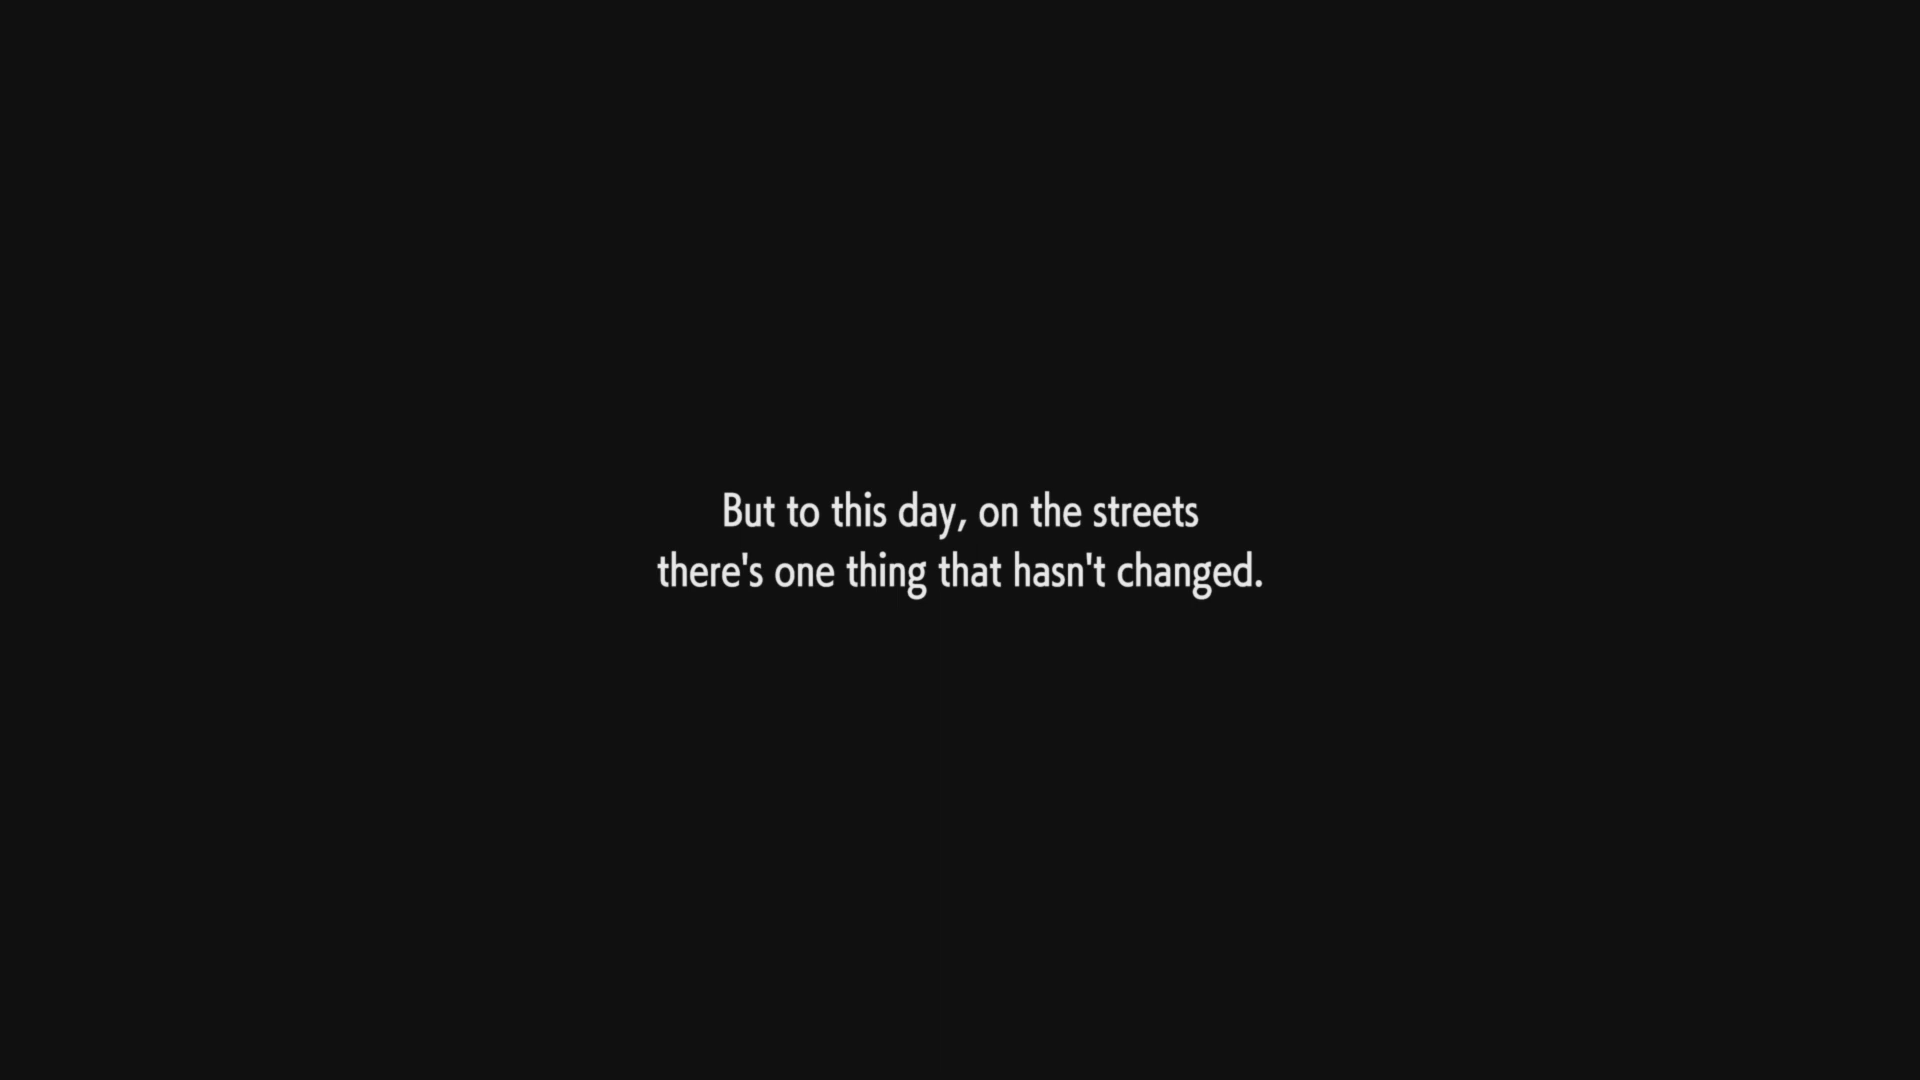 But to this day, on the streets
there's one thing that hasn't changed.